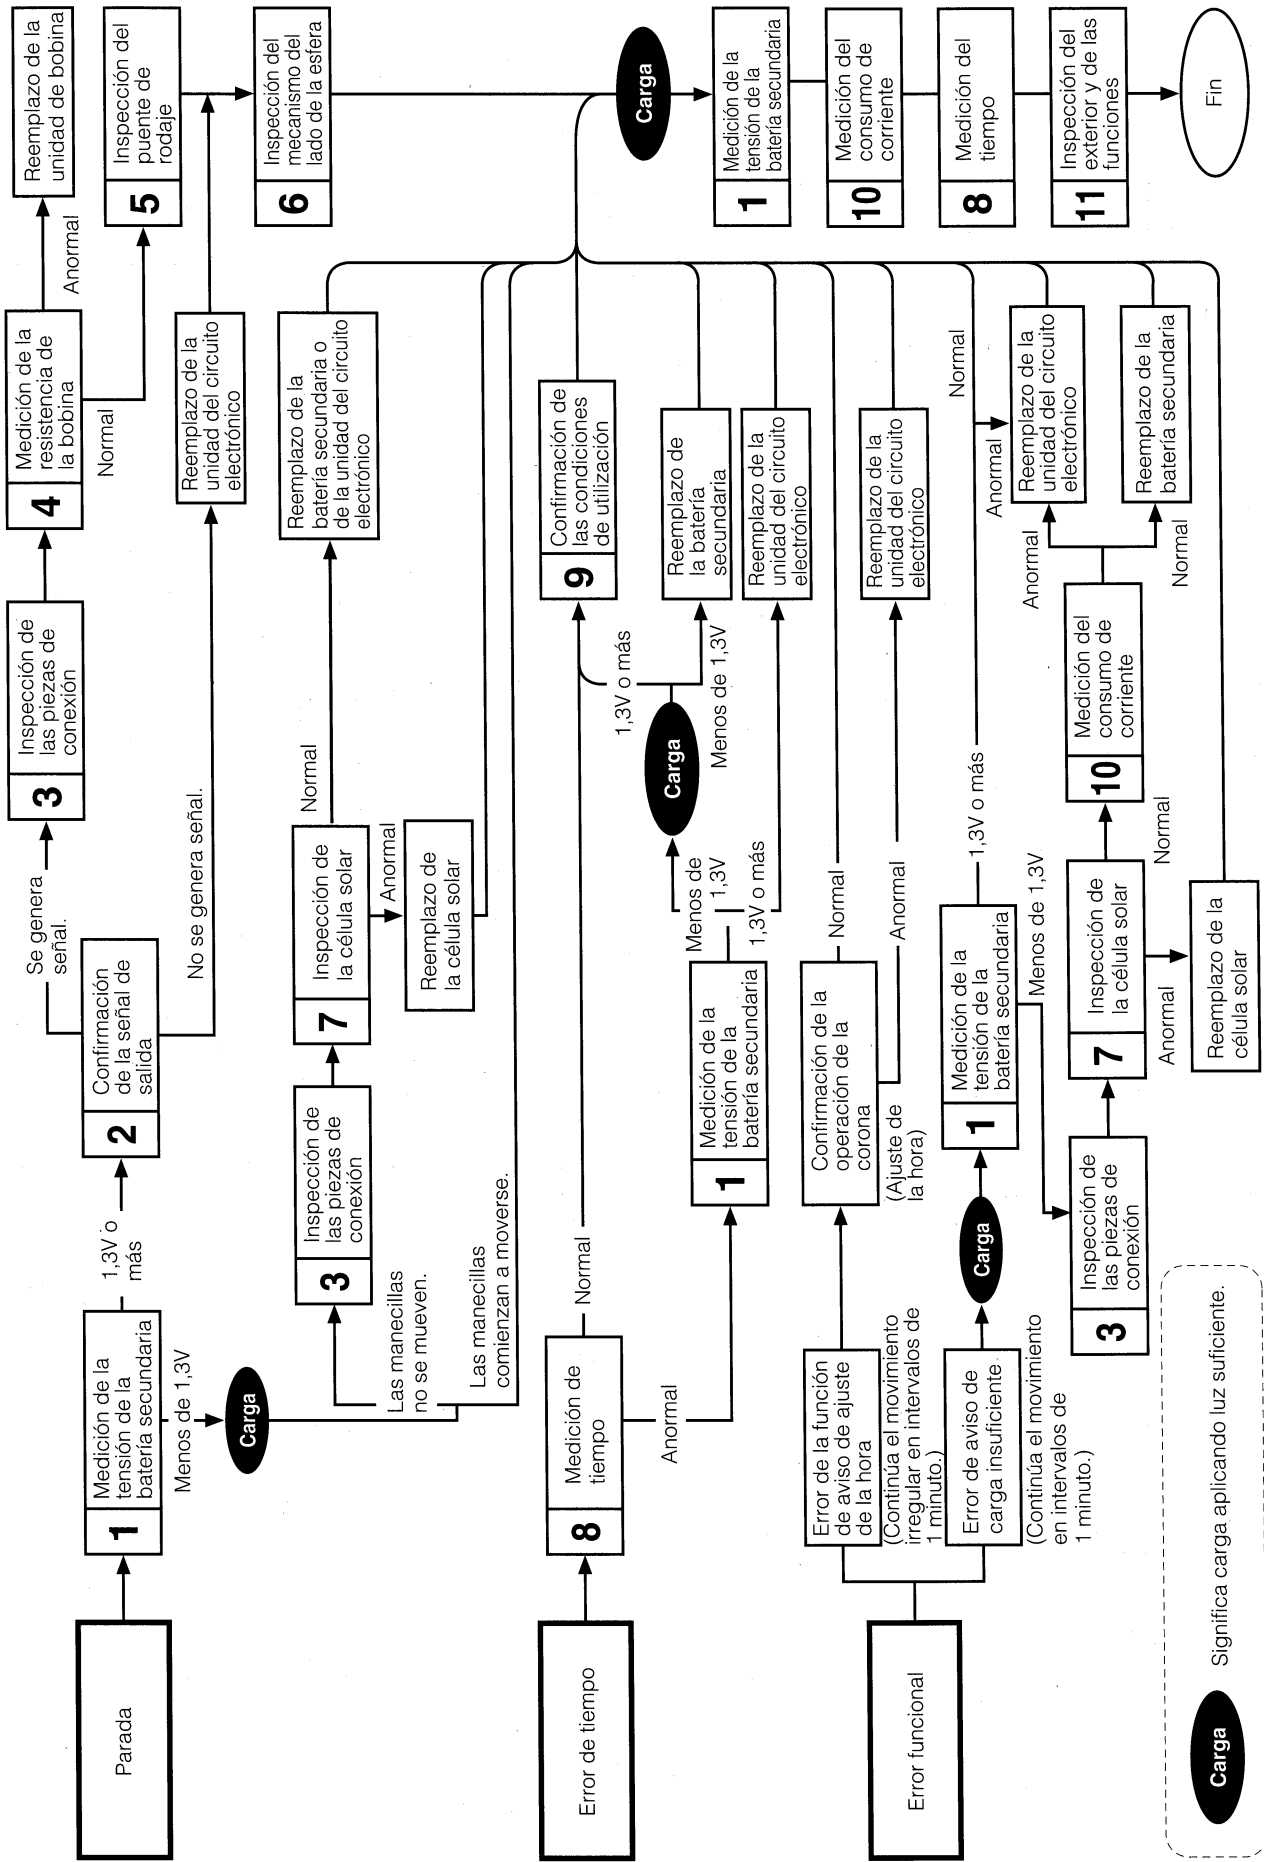 Parada
1
Medición de la
tensión de la
batería secundaria
1,3V o
más
Menos de 1,3V
Carga
2
Confirmación
de la señal de
salida
Se genera
señal.
No se genera señal.
3
Inspección de
las piezas de
conexión
4
Medición de la
resistencia de
la bobina
Anormal
Normal
Reemplazo de la
unidad de bobina
5
Inspección del
puente de
rodaje
Reemplazo de la
unidad del circuito
electrónico
6
Inspección del
mecanismo del
lado de la esfera
Las manecillas
no se mueven.
Las manecillas
comienzan a moverse.
3
Inspección de
las piezas de
conexión
7
Inspección de
la célula solar
Normal
Anormal
Reemplazo de
la célula solar
Reemplazo de la
batería secundaria o
de la unidad del circuito
electrónico
Error de tiempo
8
Medición de
tiempo
Normal
Anormal
1
Medición de la
tensión de la
batería secundaria
Menos de
1,3V
1,3V o más
Carga
1,3V o más
Menos de 1,3V
9
Confirmación de
las condiciones
de utilización
Reemplazo de
la batería
secundaria
Reemplazo de la
unidad del circuito
electrónico
Error funcional
Error de la función
de aviso de ajuste
de la hora
(Continúa el movimiento
irregular en intervalos de
1 minuto.)
Confirmación de la
operación de la
corona
(Ajuste de
la hora)
Normal
Anormal
Reemplazo de la
unidad del circuito
electrónico
Error de aviso de
carga insuficiente.
(Continúa el movimiento
en intervalos de
1 minuto.)
Carga
1
Medición de la
tensión de la
batería secundaria
1,3V o más
Menos de 1,3V
Normal
Anormal
3
Inspección de
las piezas de
conexión
7
Inspección de
la célula solar
Normal
Anormal
Reemplazo de la
célula solar
10
Medición del
consumo de
corriente
Anormal
Normal
Reemplazo de la
unidad del circuito
electrónico
Reemplazo de la
batería secundaria
Carga
1
Medición de la
tensión de la
batería secundaria
10
Medición del
consumo de
corriente
8
Medición del
tiempo
11
Inspección del
exterior y de las
funciones
Fin
Carga
Significa carga aplicando luz suficiente.